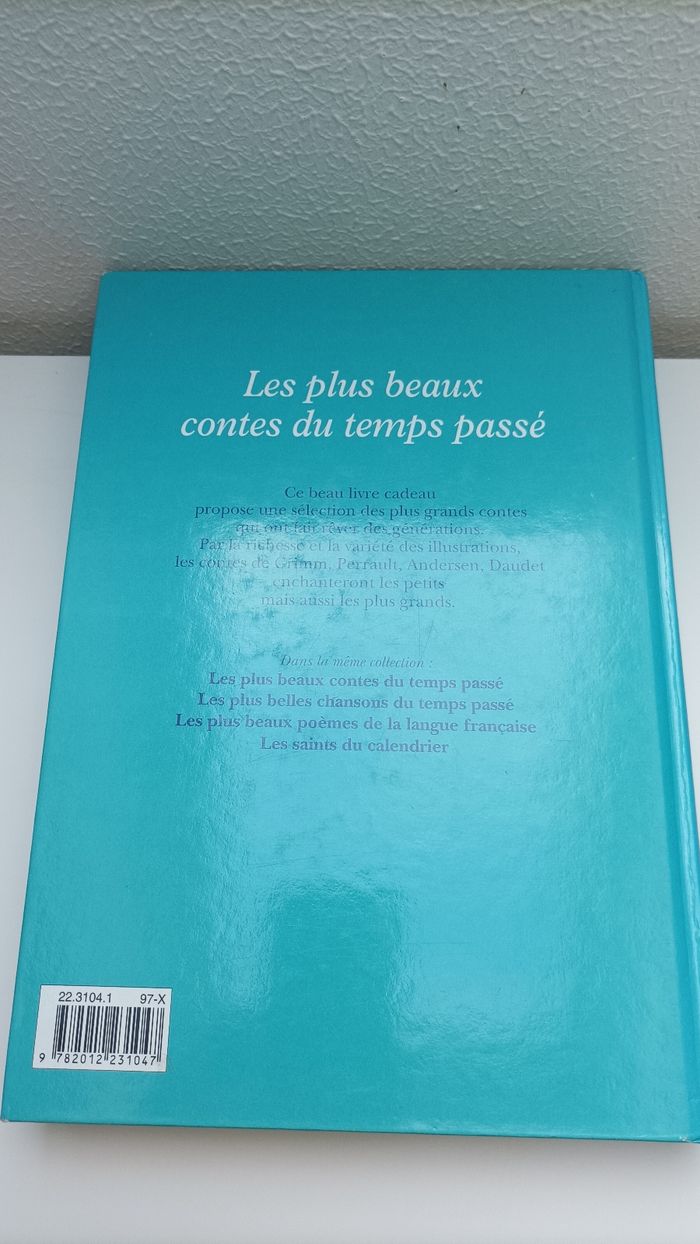 Les plus beaux
contes du temps passé
Ce beau livre cadeau
propose une sélection des plus grands contes
qui ont fait rêver des générations.
Par la richesse et la variété des illustrations,
les contes de Grimm, Perrault, Andersen, Daudet
enchanteront les petits
mais aussi les plus grands.
Dans la même collection :
Les plus beaux contes du temps passé
Les plus belles chansons du temps passé
Les plus beaux poèmes de la langue française
Les saints du calendrier
22.3104.1 97-X
9 782012 231047